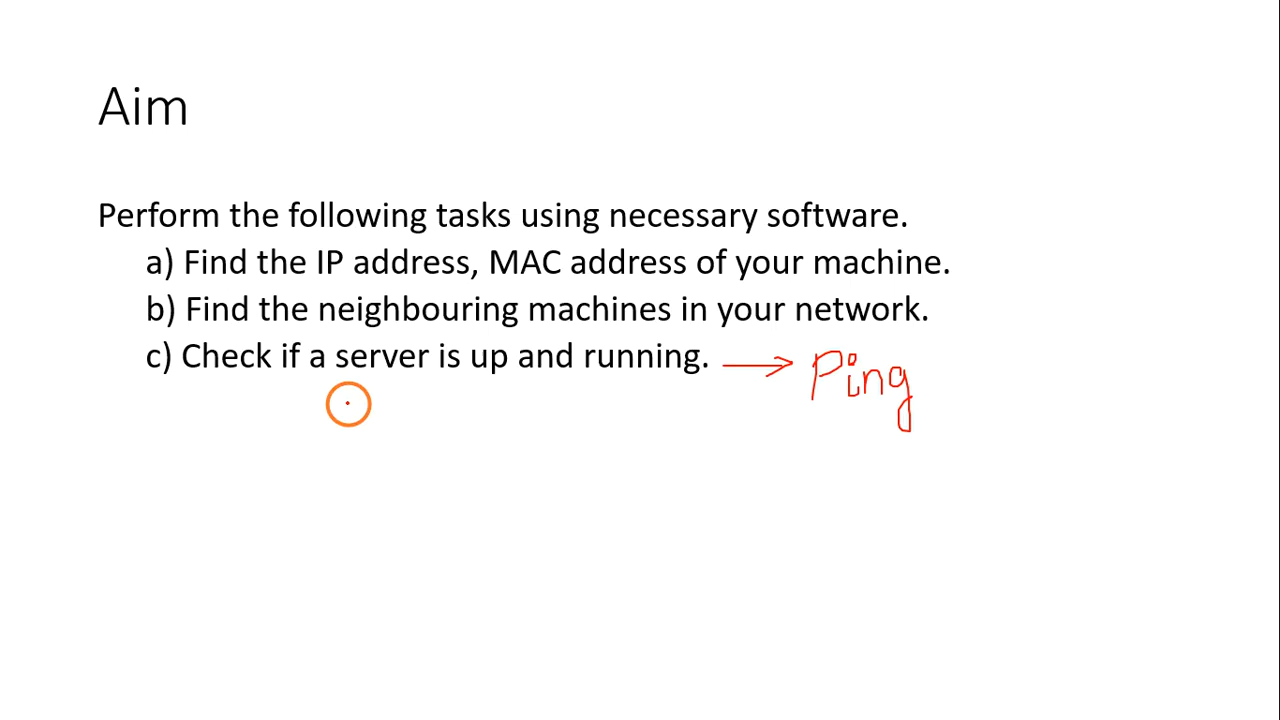 Aim
Perform the following tasks using necessary software.
a) Find the IP address, MAC address of your machine.
b) Find the neighbouring machines in your network.
c) Check if a server is up and running. → Ping